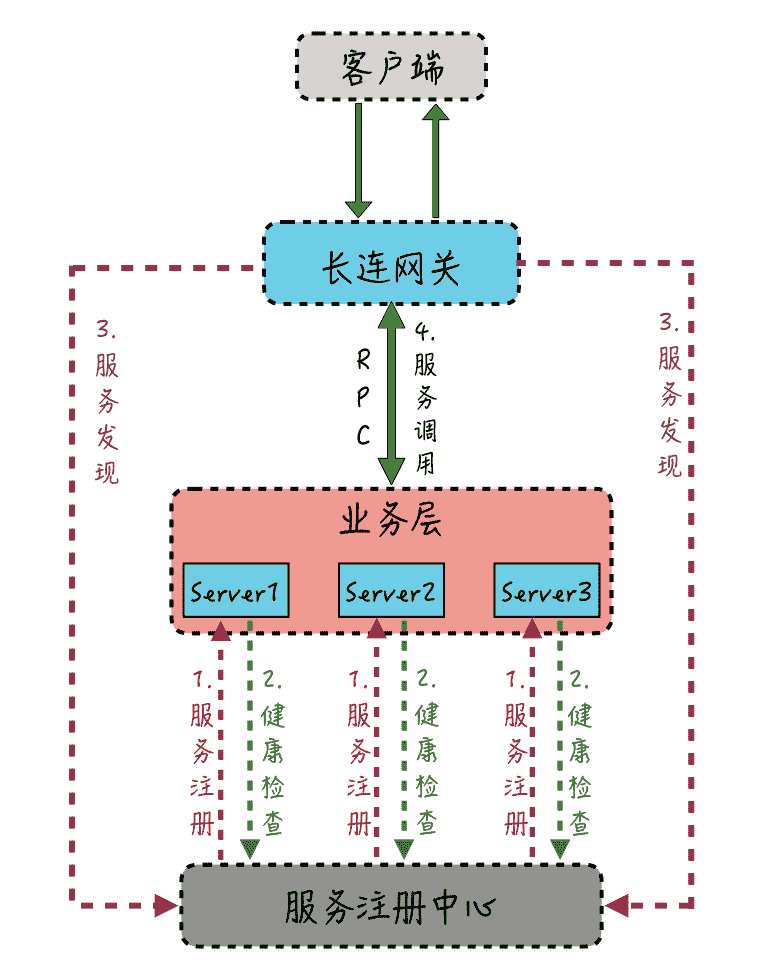 客户端
长连网关
3.服务发现
RPC
4.服务调用
3.服务发现
业务层
Server1
Server2
Server3
1.服务注册
2.健康检查
1.服务注册
2.健康检查
1.服务注册
2.健康检查
服务注册中心